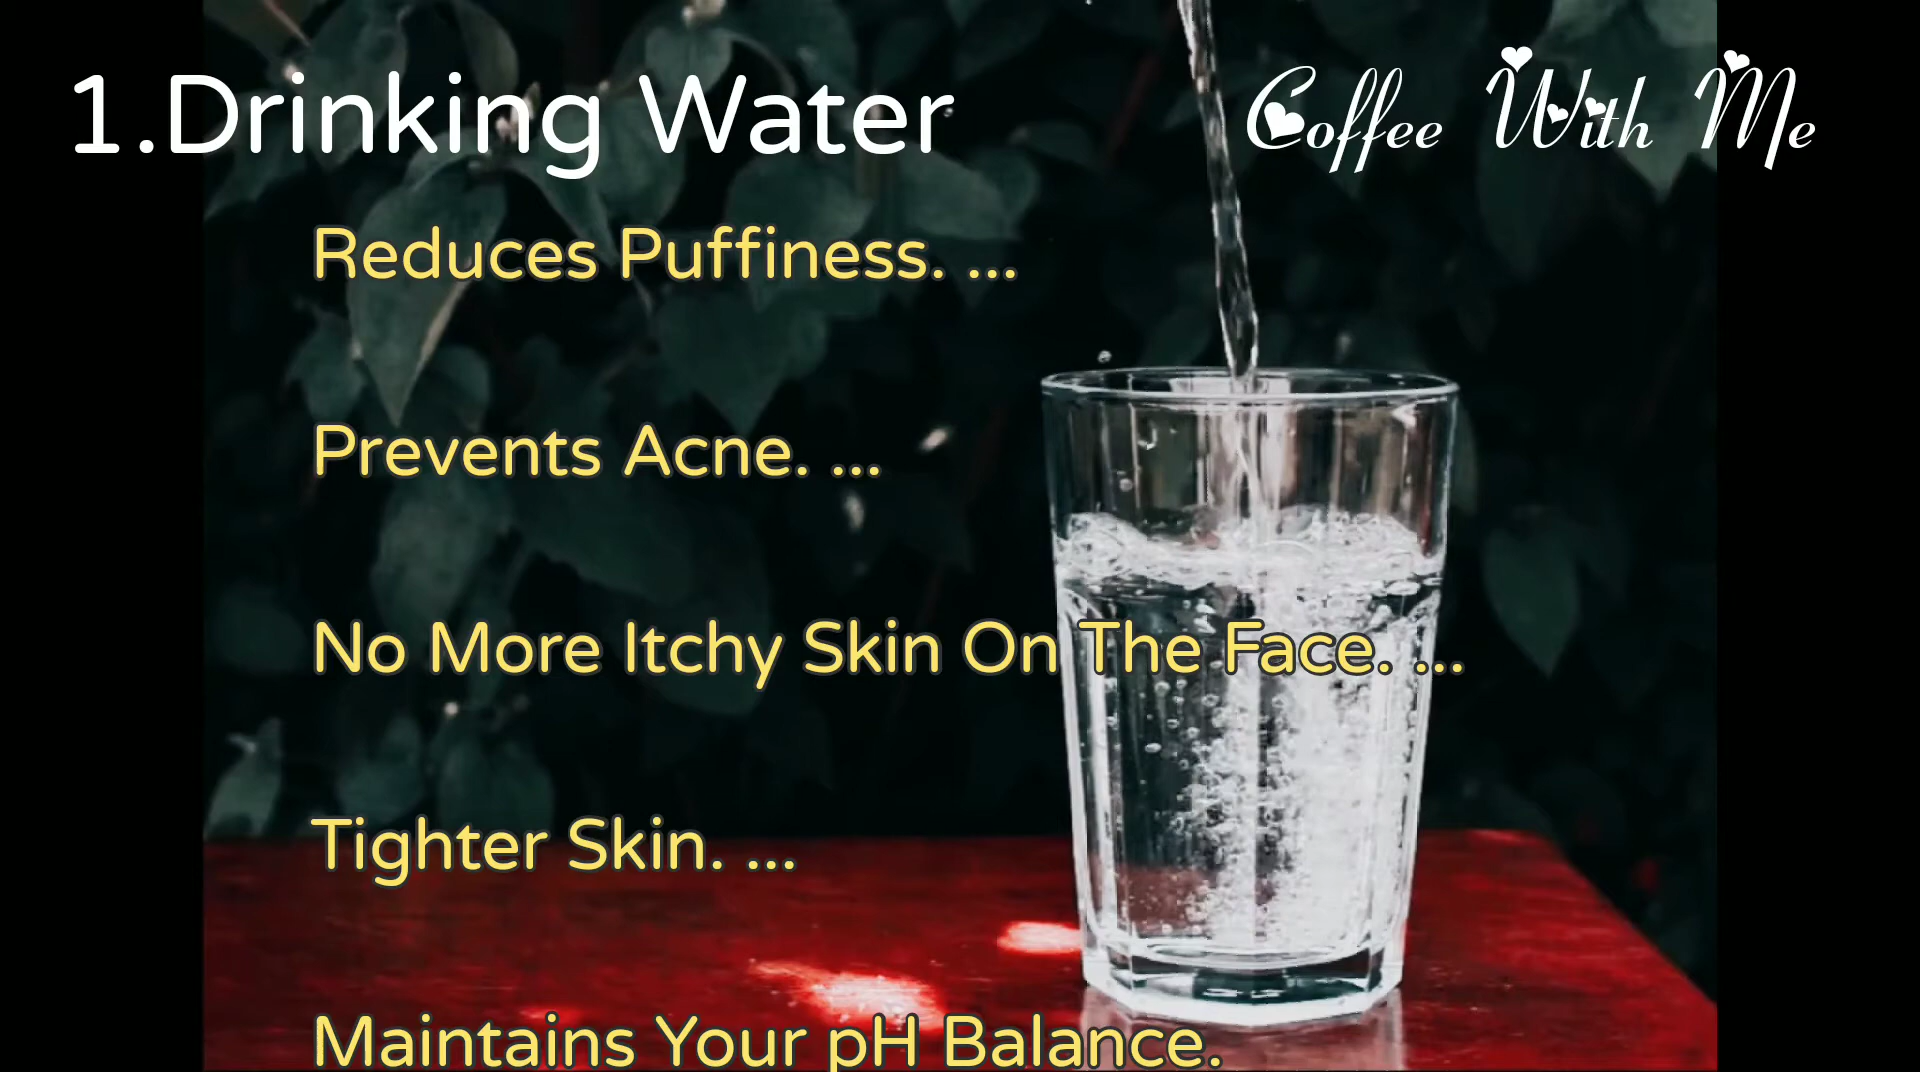 1.Drinking Water
Coffee With Me
Reduces Puffiness. ...
Prevents Acne. ...
No More Itchy Skin On The Face. ...
Tighter Skin. ...
Maintains Your pH Balance.